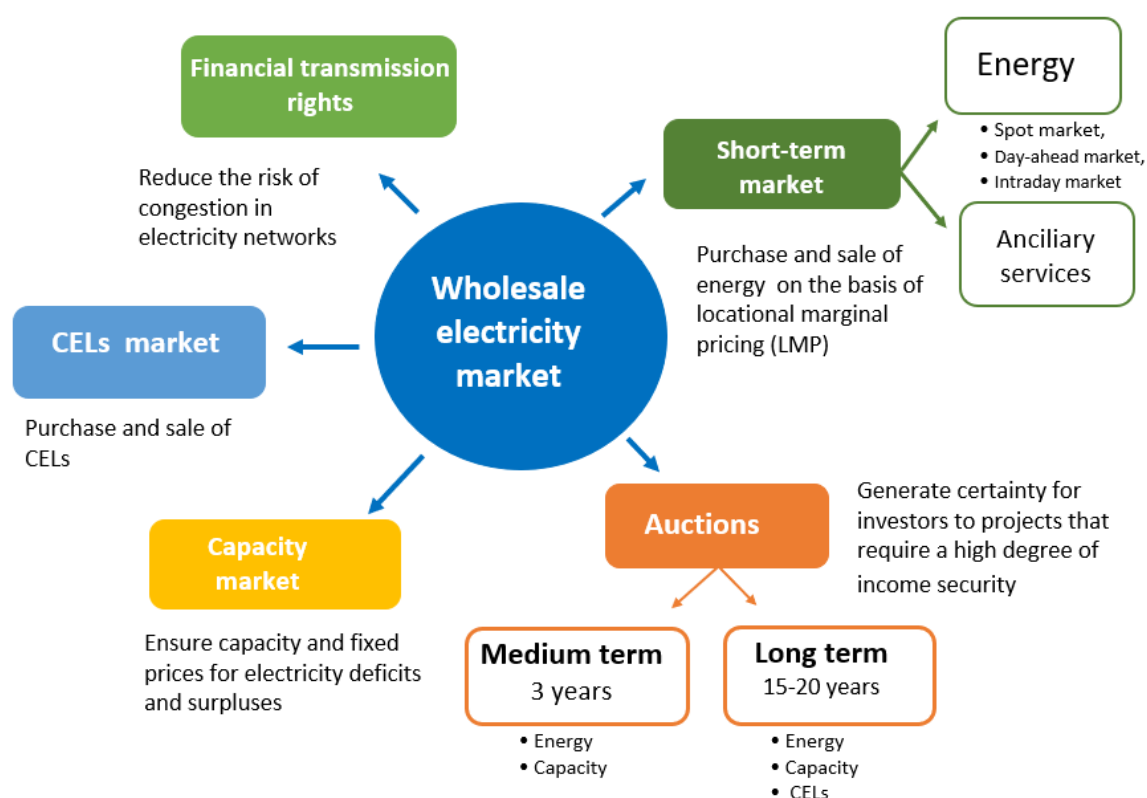 Financial transmission
rights
Reduce the risk of
congestion in
electricity networks
Short-term
market
Purchase and sale of
energy on the basis of
locational marginal
pricing (LMP)
Energy
• Spot market,
• Day-ahead market,
• Intraday market
Anciliary
services
Wholesale
electricity
market
CELs market
Purchase and sale of
CELs
Capacity
market
Ensure capacity and fixed
prices for electricity deficits
and surpluses
Auctions
Generate certainty for
investors to projects that
require a high degree of
income security
Medium term
3 years
• Energy
• Capacity
Long term
15-20 years
• Energy
• Capacity
• CELs